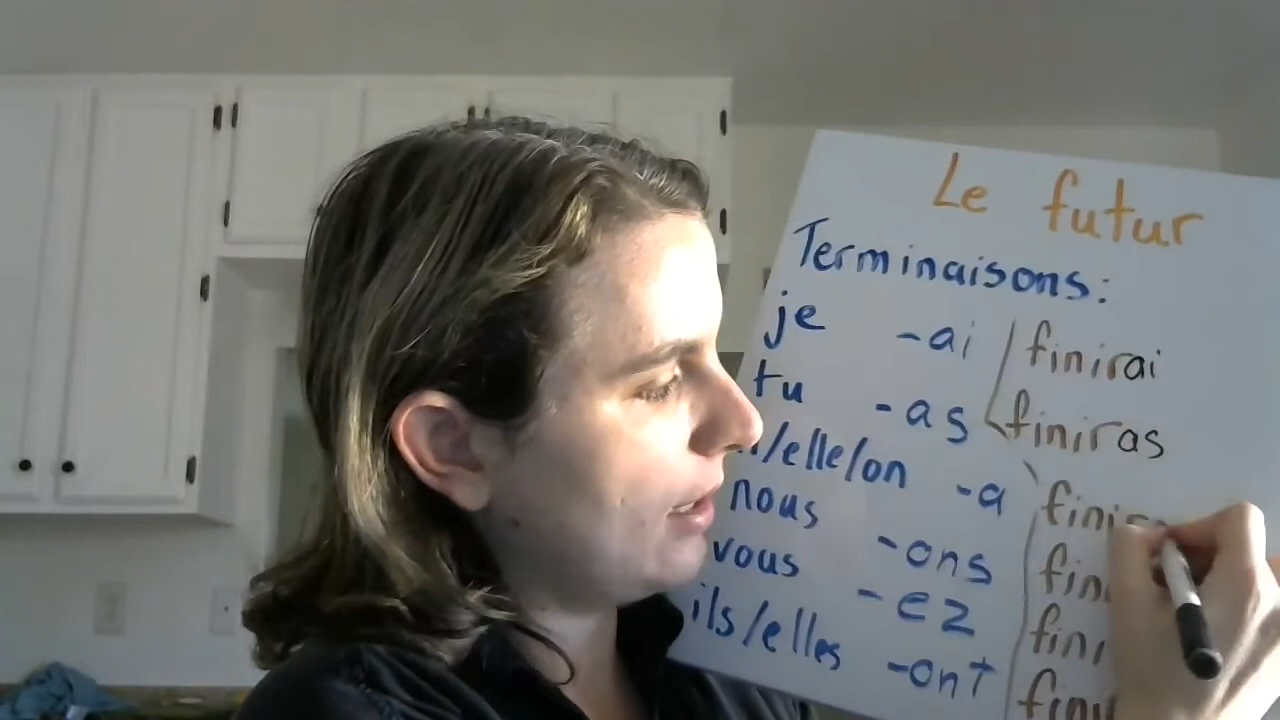 Le futur
Terminaisons:
je -ai finirai
tu -as finiras
/elle/on -a
nous -ons
vous -ez
ils/elles -ont